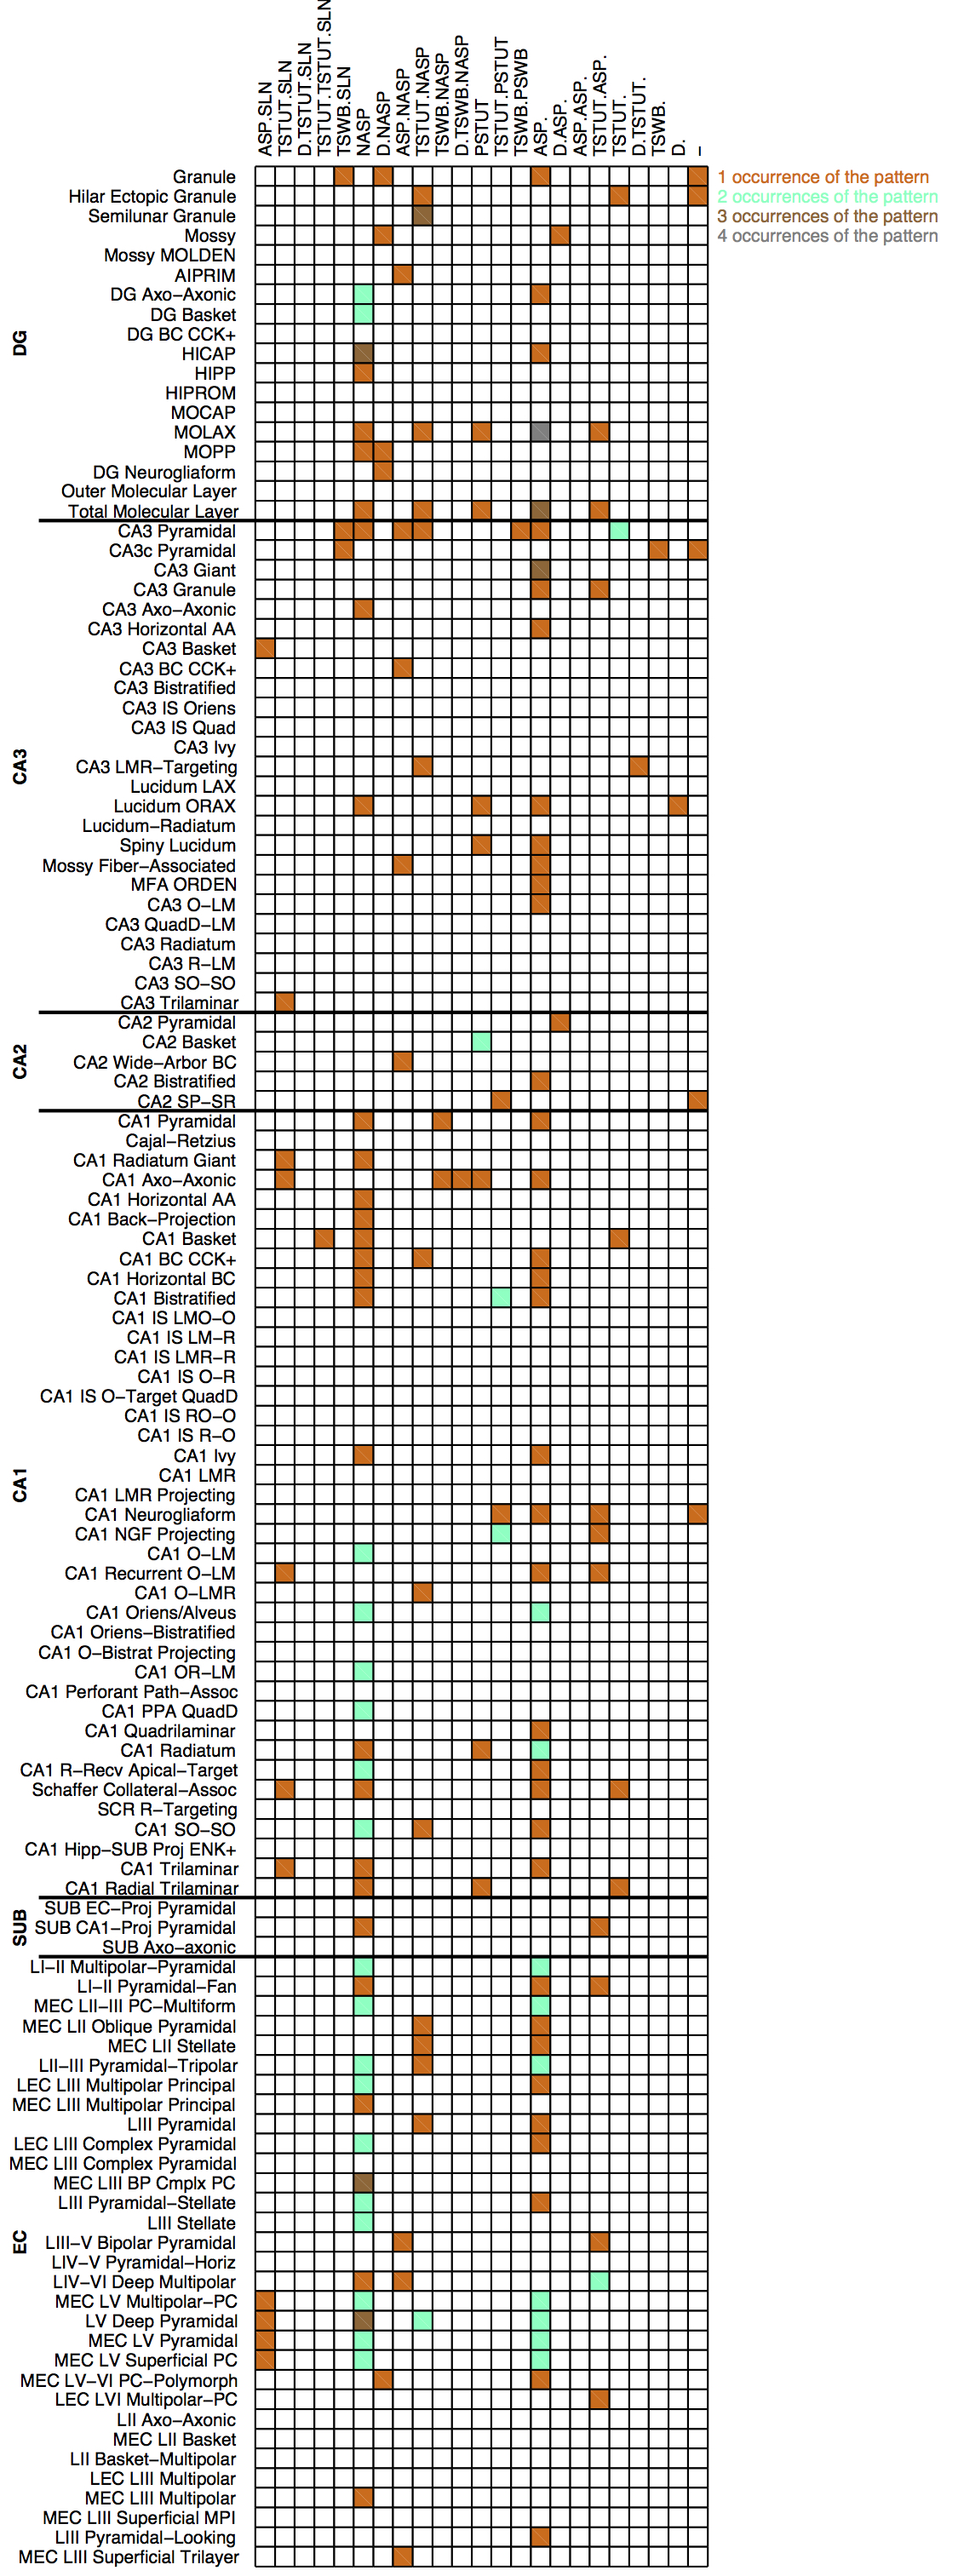 ASP.SLN
TSTUT.SLN
D.TSTUT.SLN
TSTUT.TSTUT.SLN
TSWB.SLN
NASP
D.NASP
ASP.NASP
TSTUT.NASP
TSWB.NASP
D.TSWB.NASP
PSTUT
TSTUT.PSTUT
TSWB.PSWB
ASP.
D.ASP.
ASP.ASP.
TSTUT.ASP.
TSTUT.
D.TSTUT.
TSWB.
D.
–
1 occurrence of the pattern
2 occurrences of the pattern
3 occurrences of the pattern
4 occurrences of the pattern
DG
Granule
Hilar Ectopic Granule
Semilunar Granule
Mossy
Mossy MOLDEN
AIPRIM
DG Axo–Axonic
DG Basket
DG BC CCK+
HICAP
HIPP
HIPROM
MOCAP
MOLAX
MOPP
DG Neurogliaform
Outer Molecular Layer
Total Molecular Layer
CA3
CA3 Pyramidal
CA3c Pyramidal
CA3 Giant
CA3 Granule
CA3 Axo–Axonic
CA3 Horizontal AA
CA3 Basket
CA3 BC CCK+
CA3 Bistratified
CA3 IS Oriens
CA3 IS Quad
CA3 Ivy
CA3 LMR–Targeting
Lucidum LAX
Lucidum ORAX
Lucidum–Radiatum
Spiny Lucidum
Mossy Fiber–Associated
MFA ORDEN
CA3 O–LM
CA3 QuadD–LM
CA3 Radiatum
CA3 R–LM
CA3 SO–SO
CA3 Trilaminar
CA2
CA2 Pyramidal
CA2 Basket
CA2 Wide–Arbor BC
CA2 Bistratified
CA2 SP–SR
CA1
CA1 Pyramidal
Cajal–Retzius
CA1 Radiatum Giant
CA1 Axo–Axonic
CA1 Horizontal AA
CA1 Back–Projection
CA1 Basket
CA1 BC CCK+
CA1 Horizontal BC
CA1 Bistratified
CA1 IS LMO–O
CA1 IS LM–R
CA1 IS LMR–R
CA1 IS O–R
CA1 IS O–Target QuadD
CA1 IS RO–O
CA1 IS R–O
CA1 Ivy
CA1 LMR
CA1 LMR Projecting
CA1 Neurogliaform
CA1 NGF Projecting
CA1 O–LM
CA1 Recurrent O–LM
CA1 O–LMR
CA1 Oriens/Alveus
CA1 Oriens–Bistratified
CA1 O–Bistrat Projecting
CA1 OR–LM
CA1 Perforant Path–Assoc
CA1 PPA QuadD
CA1 Quadrilaminar
CA1 Radiatum
CA1 R–Recv Apical–Target
Schaffer Collateral–Assoc
SCR R–Targeting
CA1 SO–SO
CA1 Hipp–SUB Proj ENK+
CA1 Trilaminar
CA1 Radial Trilaminar
SUB
SUB EC–Proj Pyramidal
SUB CA1–Proj Pyramidal
SUB Axo–axonic
EC
LI–II Multipolar–Pyramidal
LI–II Pyramidal–Fan
MEC LII–III PC–Multiform
MEC LII Oblique Pyramidal
MEC LII Stellate
LII–III Pyramidal–Tripolar
LEC LIII Multipolar Principal
MEC LIII Multipolar Principal
LIII Pyramidal
LEC LIII Complex Pyramidal
MEC LIII Complex Pyramidal
MEC LIII BP Cmplx PC
LIII Pyramidal–Stellate
LIII Stellate
LIII–V Bipolar Pyramidal
LIV–V Pyramidal–Horiz
LIV–VI Deep Multipolar
MEC LV Multipolar–PC
LV Deep Pyramidal
MEC LV Pyramidal
MEC LV Superficial PC
MEC LV–VI PC–Polymorph
LEC LVI Multipolar–PC
LII Axo–Axonic
MEC LII Basket
LII Basket–Multipolar
LEC LIII Multipolar
MEC LIII Multipolar
MEC LIII Superficial MPI
LIII Pyramidal–Looking
MEC LIII Superficial Trilayer